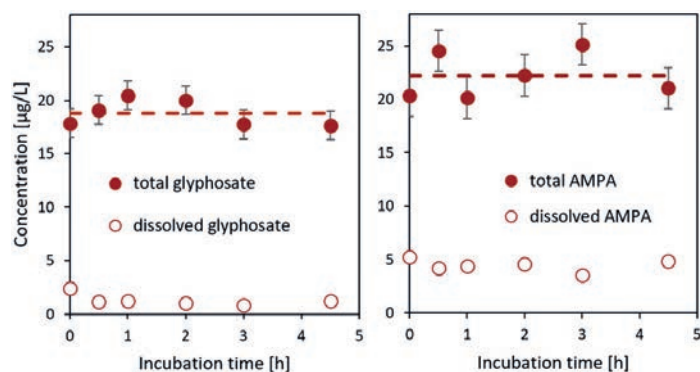 Concentration [µg/L]
25
20
15
10
5
0
total glyphosate
dissolved glyphosate
0 1 2 3 4 5
Incubation time [h]
25
20
15
10
5
0
total AMPA
dissolved AMPA
0 1 2 3 4 5
Incubation time [h]